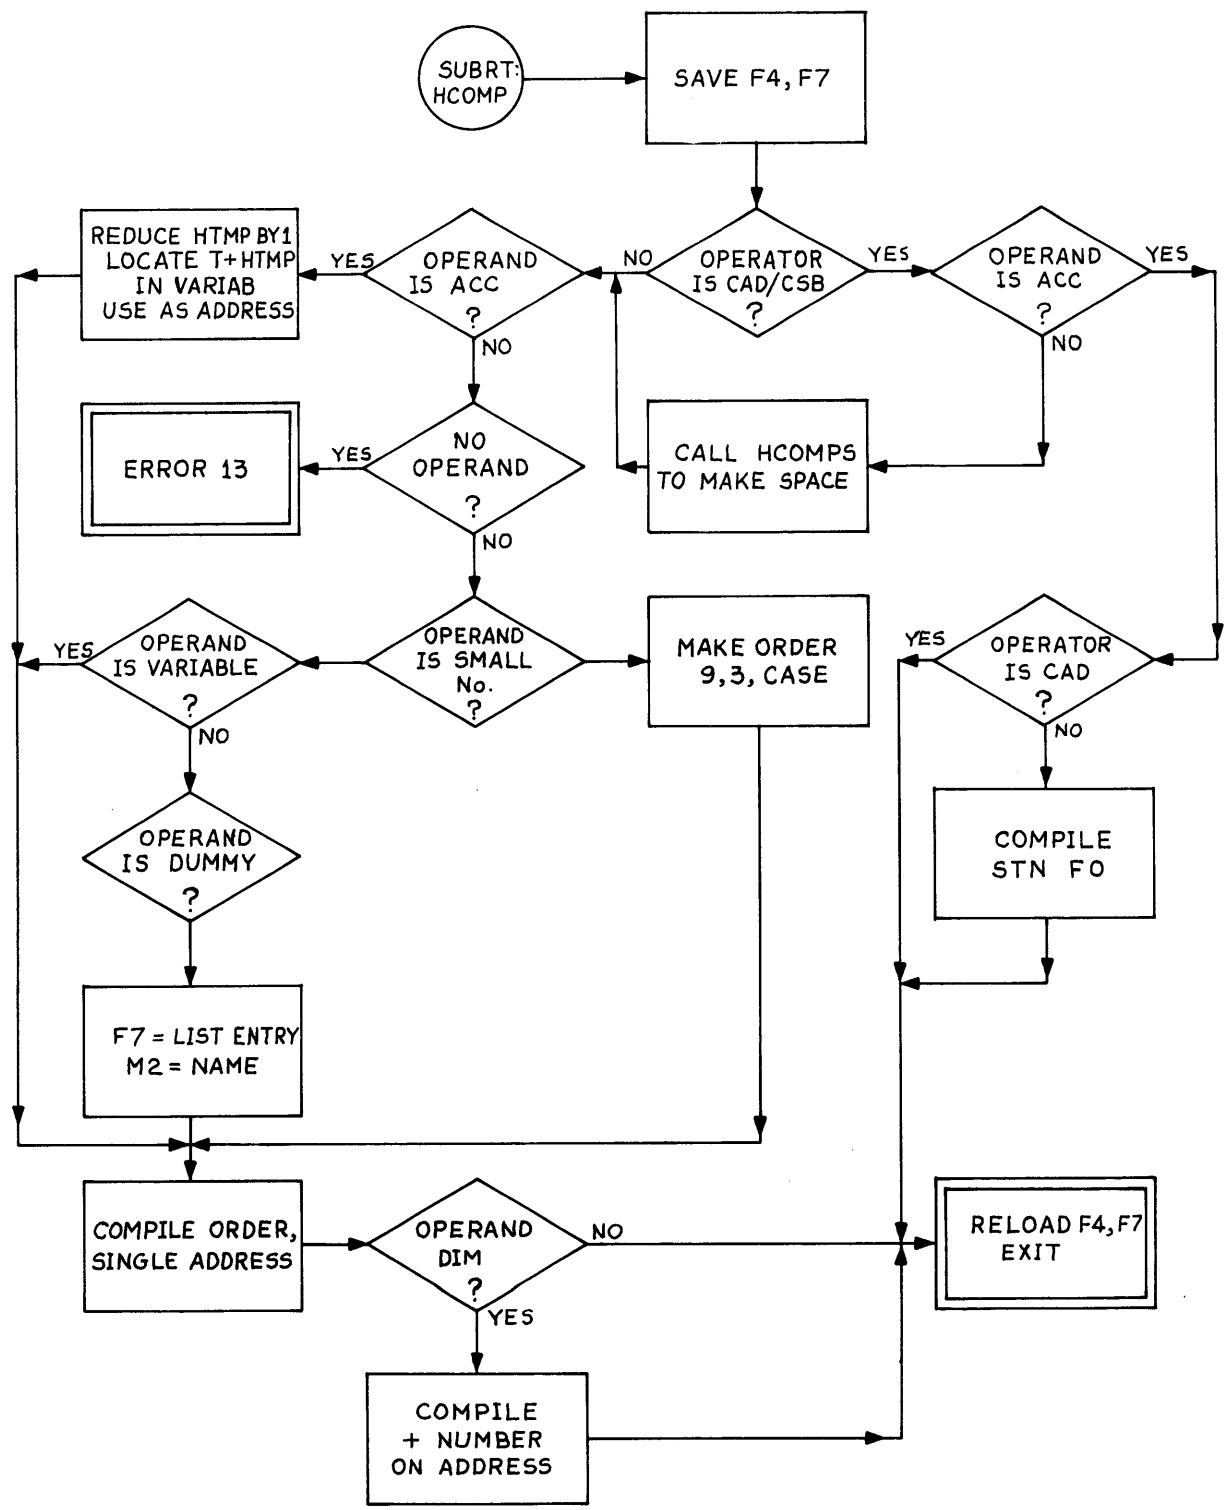 SUBRT:
HCOMP
SAVE F4, F7
REDUCE HTMP BY 1
LOCATE T+HTMP
IN VARIAB
USE AS ADDRESS
YES
OPERAND
IS ACC
?
NO
NO
OPERATOR
IS CAD/CSB
?
YES
OPERAND
IS ACC
?
YES
NO
ERROR 13
YES
NO
OPERAND
?
NO
CALL HCOMPS
TO MAKE SPACE
YES
OPERAND
IS VARIABLE
?
NO
OPERAND
IS SMALL
No.
?
MAKE ORDER
9,3, CASE
YES
OPERATOR
IS CAD
?
NO
OPERAND
IS DUMMY
?
COMPILE
STN F0
F7 = LIST ENTRY
M2 = NAME
COMPILE ORDER,
SINGLE ADDRESS
OPERAND
DIM
?
NO
YES
RELOAD F4, F7
EXIT
COMPILE
+ NUMBER
ON ADDRESS